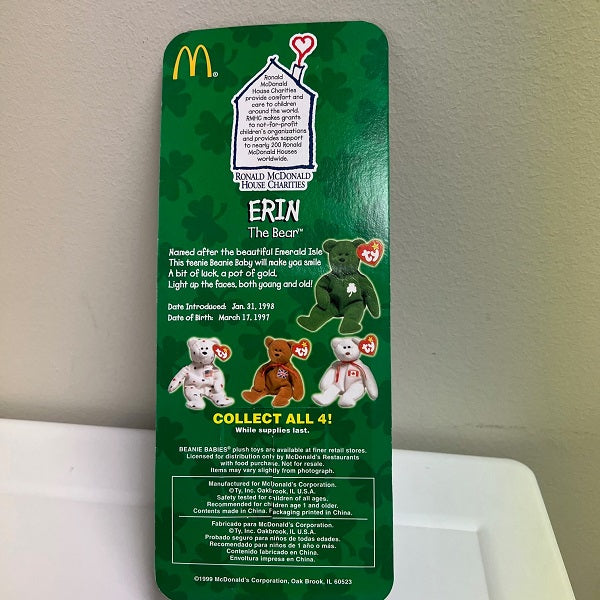 Ronald
McDonald
House Charities
provide comfort and
care to children
around the world.
RMHC makes grants
to not-for-profit
children's organizations
and provides support
to nearly 200 Ronald
McDonald Houses
worldwide.
RONALD McDONALD
HOUSE CHARITIES
ERIN
The Bear™
Named after the beautiful Emerald Isle
This teenie Beanie Baby will make you smile
A bit of luck, a pot of gold,
Light up the faces, both young and old!
Date Introduced: Jan. 31, 1998
Date of Birth: March 17, 1997
ty
ty
ty
ty
COLLECT ALL 4!
While supplies last.
BEANIE BABIES® plush toys are available at finer retail stores.
Licensed for distribution only by McDonald's Restaurants
with food purchase. Not for resale.
Items may vary slightly from photograph.
Manufactured for McDonald's Corporation.
©Ty, Inc. Oakbrook, IL U.S.A.
Safety tested for children of all ages.
Recommended for children age 1 and older.
Contents made in China. Packaging printed in China.
Fabricado para McDonald's Corporation.
©Ty, Inc. Oakbrook, IL U.S.A.
Probado seguro para niños de todas edades.
Recomendado para niños de 1 año o más.
Contenido fabricado en China.
Envoltura impresa en China.
©1999 McDonald's Corporation, Oak Brook, IL 60523